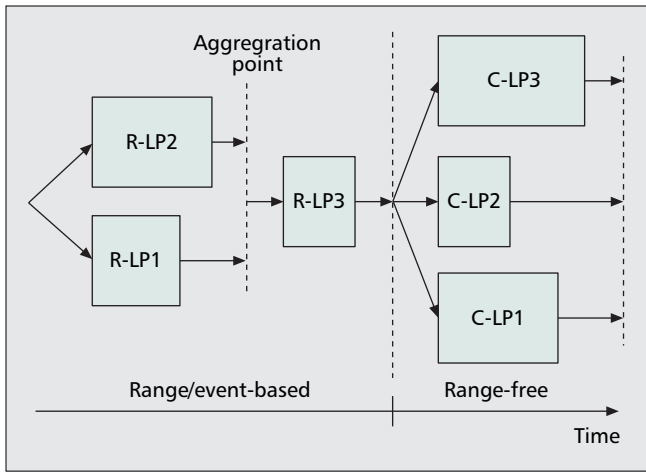 Aggregration
point
R-LP2
R-LP1
R-LP3
C-LP3
C-LP2
C-LP1
Range/event-based
Range-free
Time